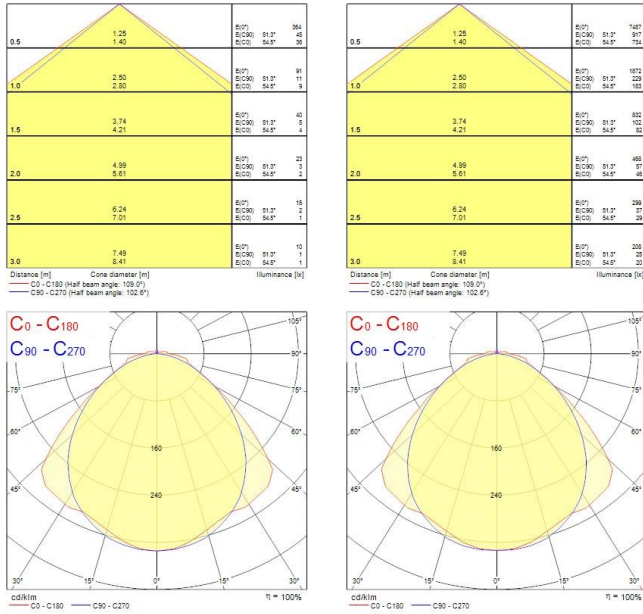 E(0°) 364
1.25 E(C90) 51.3° 45
0.5 1.40 E(C0) 54.5° 36
E(0°) 91
2.50 E(C90) 51.3° 11
1.0 2.80 E(C0) 54.5° 9
E(0°) 40
3.74 E(C90) 51.3° 5
1.5 4.21 E(C0) 54.5° 4
E(0°) 23
4.99 E(C90) 51.3° 3
2.0 5.61 E(C0) 54.5° 2
E(0°) 15
6.24 E(C90) 51.3° 2
2.5 7.01 E(C0) 54.5° 1
E(0°) 10
7.49 E(C90) 51.3° 1
3.0 8.41 E(C0) 54.5° 1
Distance [m] Cone diameter [m] Illuminance [lx]
C0 - C180 (Half beam angle: 109.0°)
C90 - C270 (Half beam angle: 102.6°)
E(0°) 7487
1.25 E(C90) 51.3° 917
0.5 1.40 E(C0) 54.5° 734
E(0°) 1872
2.50 E(C90) 51.3° 229
1.0 2.80 E(C0) 54.5° 183
E(0°) 832
3.74 E(C90) 51.3° 102
1.5 4.21 E(C0) 54.5° 82
E(0°) 468
4.99 E(C90) 51.3° 57
2.0 5.61 E(C0) 54.5° 46
E(0°) 299
6.24 E(C90) 51.3° 37
2.5 7.01 E(C0) 54.5° 29
E(0°) 208
7.49 E(C90) 51.3° 25
3.0 8.41 E(C0) 54.5° 20
Distance [m] Cone diameter [m] Illuminance [lx]
C0 - C180 (Half beam angle: 109.0°)
C90 - C270 (Half beam angle: 102.6°)
C0 - C180
C90 - C270
105°
90°
75° 75°
60° 60°
160
45° 45°
240
30° 15° 0° 15° 30°
cd/klm η = 100%
C0 - C180 C90 - C270
C0 - C180
C90 - C270
105°
90°
75° 75°
60° 60°
160
45° 45°
240
30° 15° 0° 15° 30°
cd/klm η = 100%
C0 - C180 C90 - C270